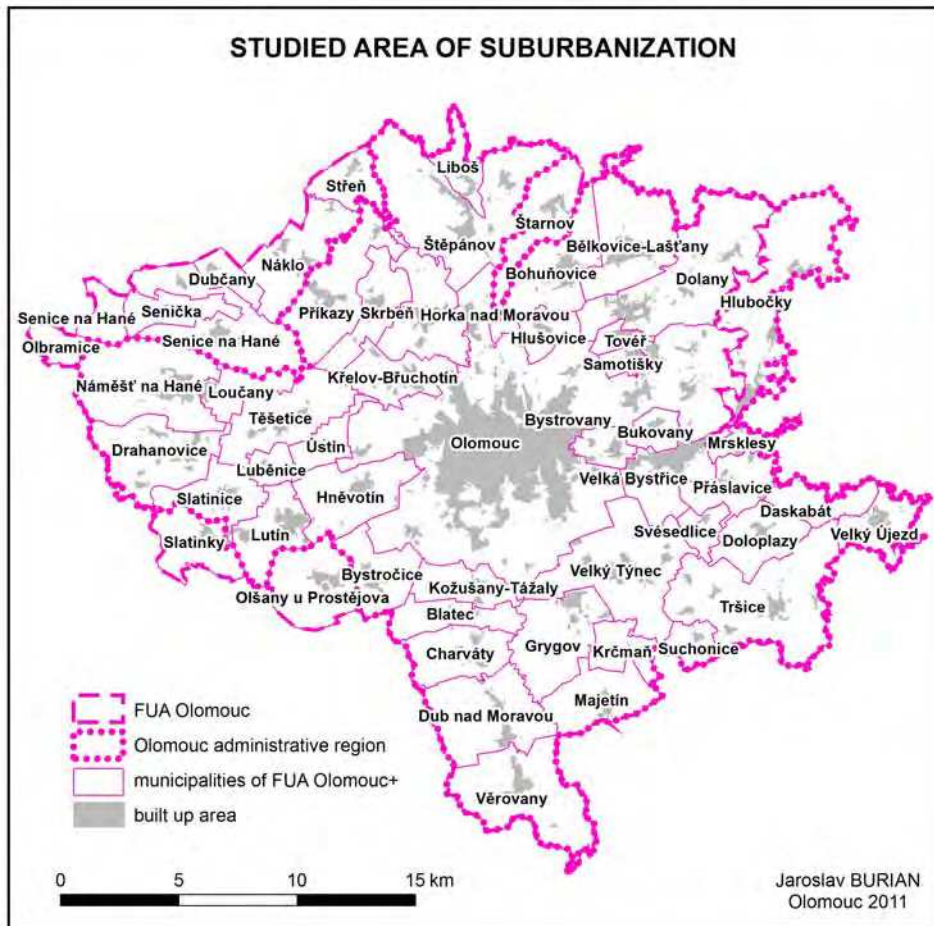 STUDIED AREA OF SUBURBANIZATION
Liboš
Střeň
Štarnov
Štěpánov
Bělkovice-Lašťany
Náklo
Bohuňovice
Dubčany
Dolany
Hlubočky
Senička
Příkazy
Skrbeň
Horka nad Moravou
Senice na Hané
Hlušovice
Tovéř
Senice na Hané
Olbramice
Samotišky
Náměšť na Hané
Křelov-Břuchotín
Loučany
Těšetice
Bystrovany
Bukovany
Olomouc
Mrsklesy
Drahanovice
Ústín
Luběnice
Velká Bystřice
Přáslavice
Slatinice
Hněvotín
Daskabát
Svésedlice
Velký Újezd
Slatinky
Lutín
Doloplazy
Bystročice
Velký Týnec
Kožušany-Tážaly
Olšany u Prostějova
Tršice
Blatec
Charváty
Grygov
Krčmaň
Suchonice
Majetín
Dub nad Moravou
Věrovany
FUA Olomouc
Olomouc administrative region
municipalities of FUA Olomouc+
built up area
0 5 10 15 km
Jaroslav BURIAN
Olomouc 2011